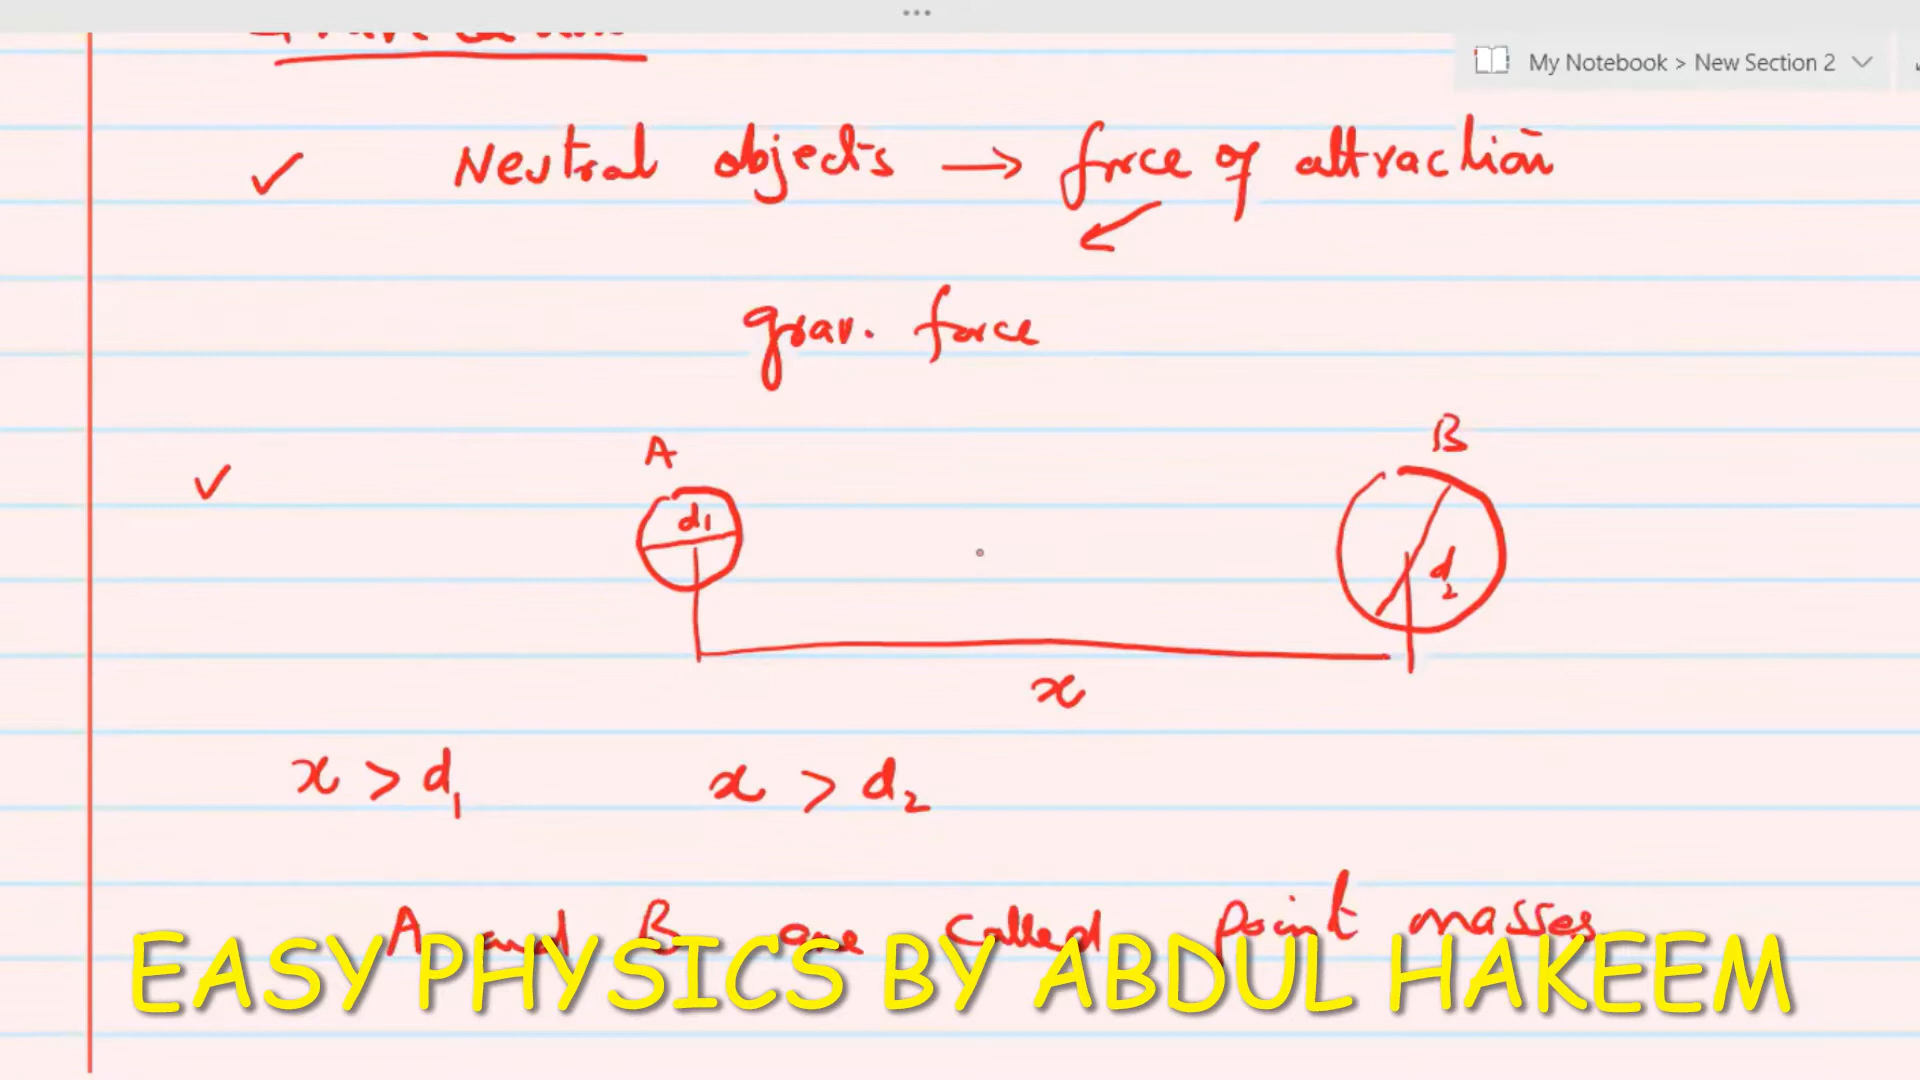 My Notebook > New Section 2
✓ Neutral objects → force of attraction
grav. force
✓ A B
d1 d2
x
x > d1 x > d2
A and B are called point masses
EASY PHYSICS BY ABDUL HAKEEM